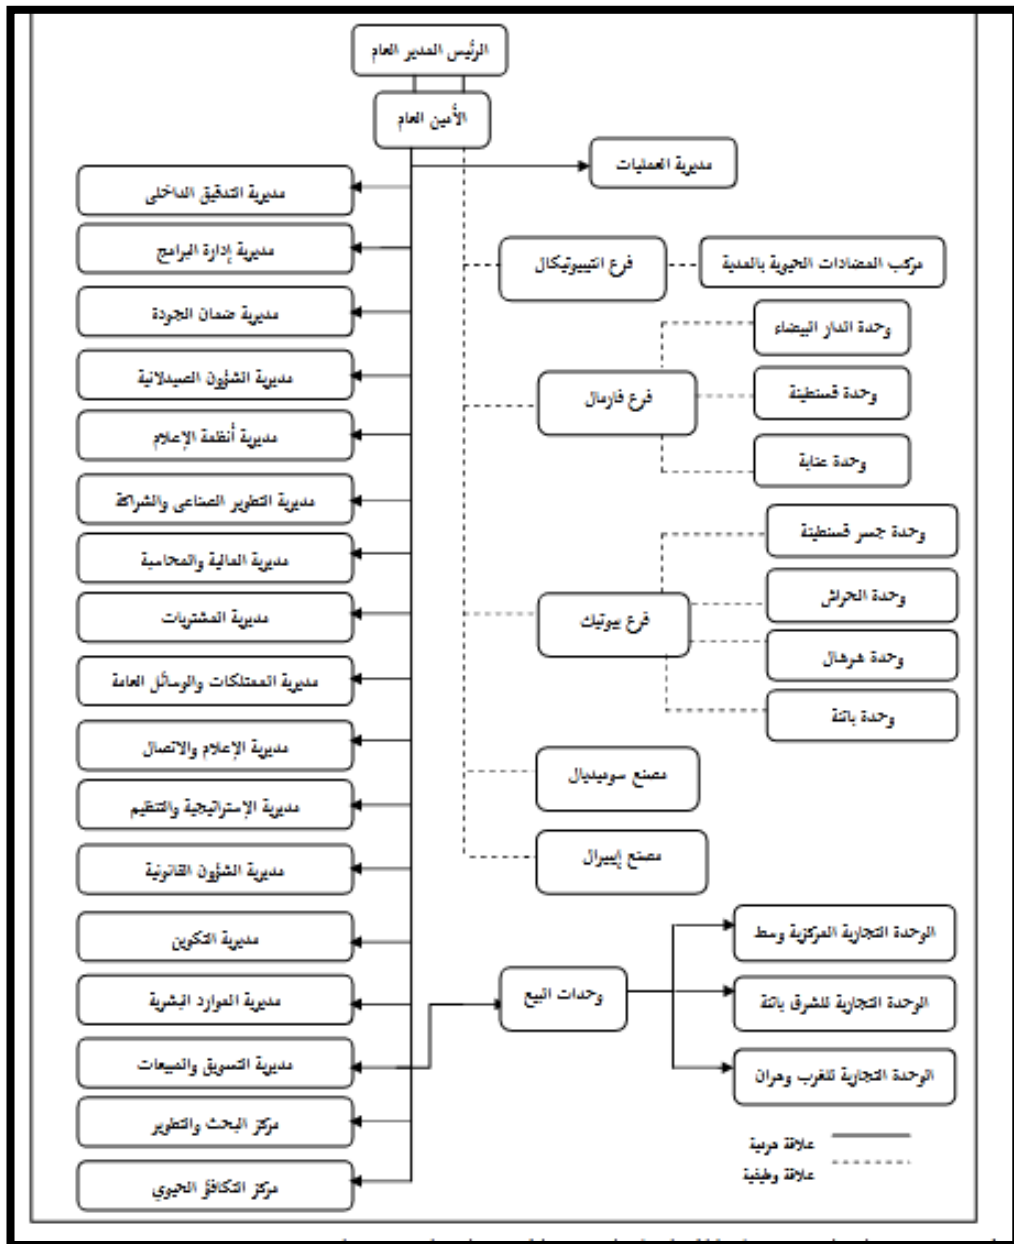 الرئيس المدير العام
الأمين العام
مديرية العمليات
مديرية التدقيق الداخلي
مديرية إدارة البرامج
مديرية ضمان الجودة
مديرية الشؤون الصيدلانية
مديرية أنظمة الإعلام
مديرية التطوير الصناعي والشراكة
مديرية المالية والمحاسبة
مديرية المشتريات
مديرية الممتلكات والوسائل العامة
مديرية الإعلام والاتصال
مديرية الإستراتيجية والتنظيم
مديرية الشؤون القانونية
مديرية التكوين
مديرية الموارد البشرية
مديرية التسويق والمبيعات
مركز البحث والتطوير
مركز التكافؤ الحيوي
فرع انتيبيوتيكال
مركب المضادات الحيوية بالمدية
فرع فارمال
وحدة الدار البيضاء
وحدة قسنطينة
وحدة عنابة
فرع بيوتيك
وحدة جسر قسنطينة
وحدة الحراش
وحدة شرشال
وحدة باتنة
مصنع سوميديال
مصنع إيبيرال
وحدات البيع
الوحدة التجارية المركزية وسط
الوحدة التجارية للشرق باتنة
الوحدة التجارية للغرب وهران
علاقة هرمية
علاقة وظيفية